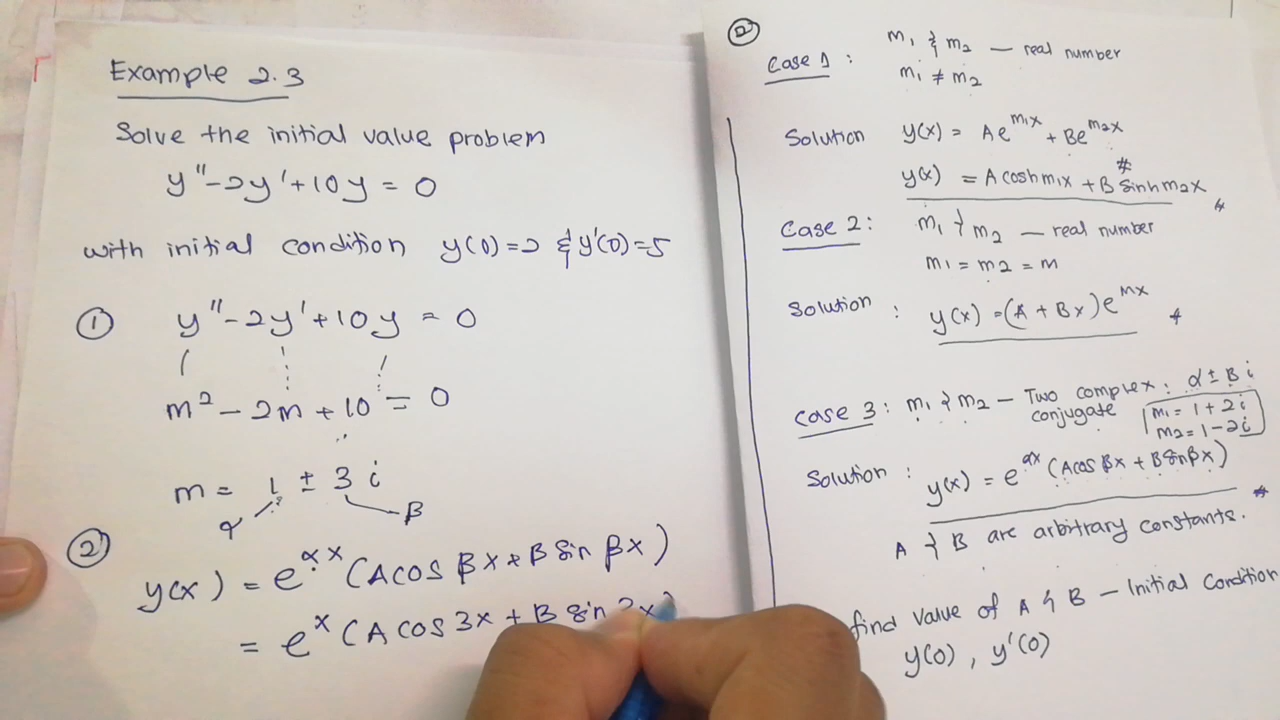 Example 2.3
Solve the initial value problem
y'' - 2y' + 10y = 0
with initial condition y(0)=2 & y'(0)=5
① y'' - 2y' + 10y = 0
m² - 2m + 10 = 0
m = 1 ± 3i
α β
② y(x) = e^αx (A cos βx + B sin βx)
= e^x (A cos 3x + B sin 3x)
②
Case 1 : m₁ & m₂ — real number
m₁ ≠ m₂
Solution y(x) = Ae^m₁x + Be^m₂x
y(x) = A cosh m₁x + B sinh m₂x
Case 2: m₁ & m₂ — real number
m₁ = m₂ = m
Solution : y(x) = (A + Bx) e^mx
Case 3: m₁ & m₂ — Two complex : α ± βi
conjugate
m₁ = 1 + 2i
m₂ = 1 - 2i
Solution : y(x) = e^αx (A cos βx + B sin βx)
A & B are arbitrary constants.
find value of A & B — Initial Condition
y(0), y'(0)